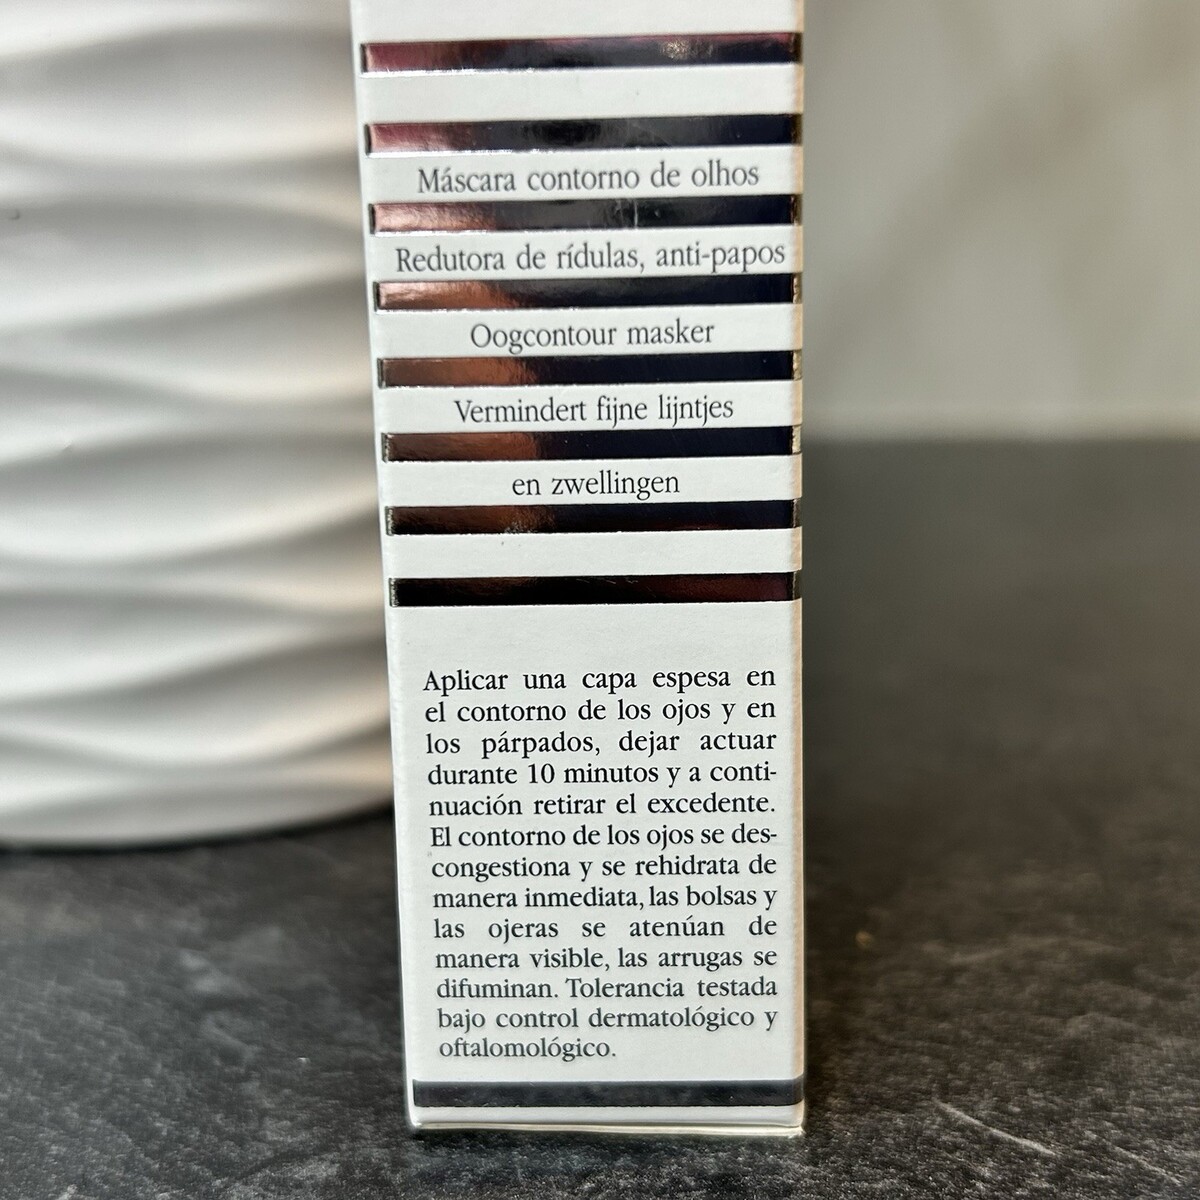 Máscara contorno de olhos
Redutora de rídulas, anti-papos
Oogcontour masker
Vermindert fijne lijntjes
en zwellingen
Aplicar una capa espesa en
el contorno de los ojos y en
los párpados, dejar actuar
durante 10 minutos y a conti-
nuación retirar el excedente.
El contorno de los ojos se des-
congestiona y se rehidrata de
manera inmediata, las bolsas y
las ojeras se atenúan de
manera visible, las arrugas se
difuminan. Tolerancia testada
bajo control dermatológico y
oftalomológico.